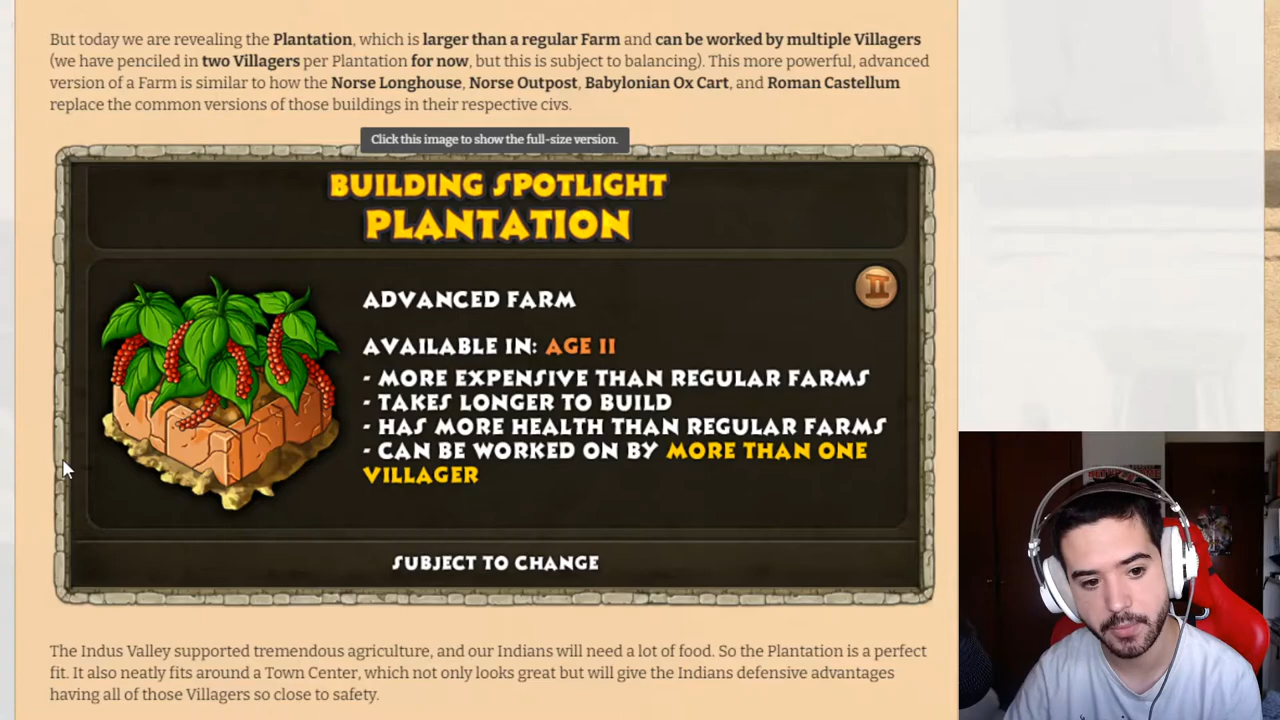 But today we are revealing the Plantation, which is larger than a regular Farm and can be worked by multiple Villagers
(we have penciled in two Villagers per Plantation for now, but this is subject to balancing). This more powerful, advanced
version of a Farm is similar to how the Norse Longhouse, Norse Outpost, Babylonian Ox Cart, and Roman Castellum
replace the common versions of those buildings in their respective civs.
Click this image to show the full-size version.
BUILDING SPOTLIGHT
PLANTATION
II
ADVANCED FARM
AVAILABLE IN: AGE II
- MORE EXPENSIVE THAN REGULAR FARMS
- TAKES LONGER TO BUILD
- HAS MORE HEALTH THAN REGULAR FARMS
- CAN BE WORKED ON BY MORE THAN ONE
VILLAGER
SUBJECT TO CHANGE
The Indus Valley supported tremendous agriculture, and our Indians will need a lot of food. So the Plantation is a perfect
fit. It also neatly fits around a Town Center, which not only looks great but will give the Indians defensive advantages
having all of those Villagers so close to safety.